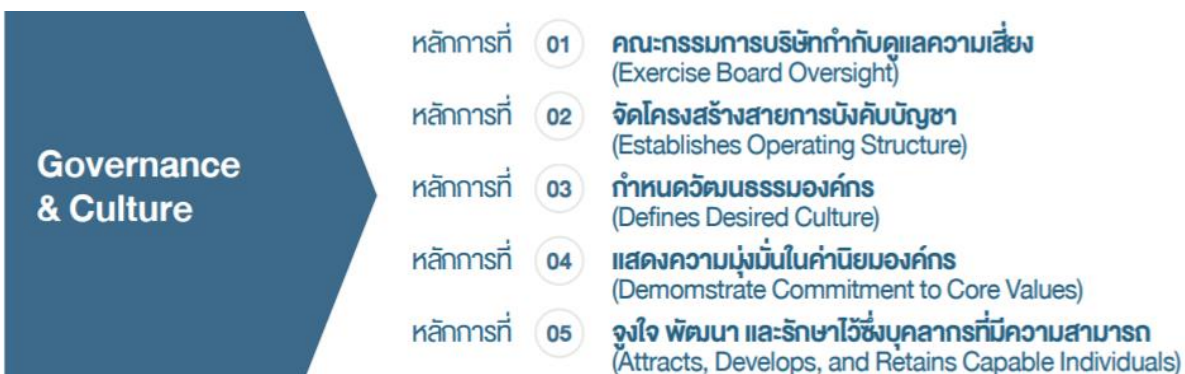 Governance
& Culture
หลักการที่ 01 คณะกรรมการบริษัทกำกับดูแลความเสี่ยง
(Exercise Board Oversight)
หลักการที่ 02 จัดโครงสร้างสายการบังคับบัญชา
(Establishes Operating Structure)
หลักการที่ 03 กำหนดวัฒนธรรมองค์กร
(Defines Desired Culture)
หลักการที่ 04 แสดงความมุ่งมั่นในค่านิยมองค์กร
(Demomstrate Commitment to Core Values)
หลักการที่ 05 จูงใจ พัฒนา และรักษาไว้ซึ่งบุคลากรที่มีความสามารถ
(Attracts, Develops, and Retains Capable Individuals)